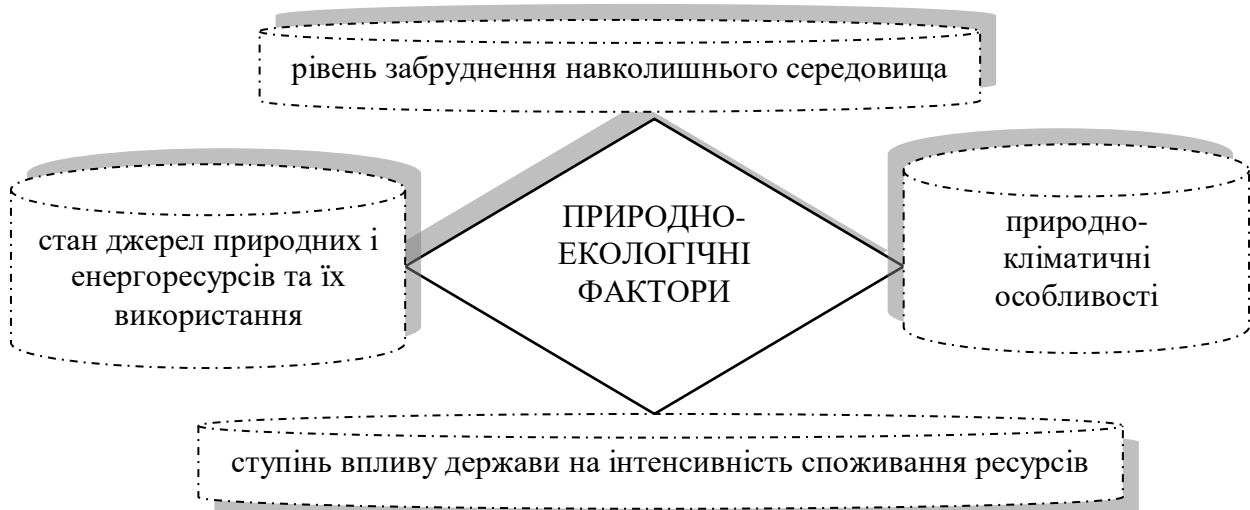 рівень забруднення навколишнього середовища
стан джерел природних і
енергоресурсів та їх
використання
ПРИРОДНО-
ЕКОЛОГІЧНІ
ФАКТОРИ
природно-
кліматичні
особливості
ступінь впливу держави на інтенсивність споживання ресурсів